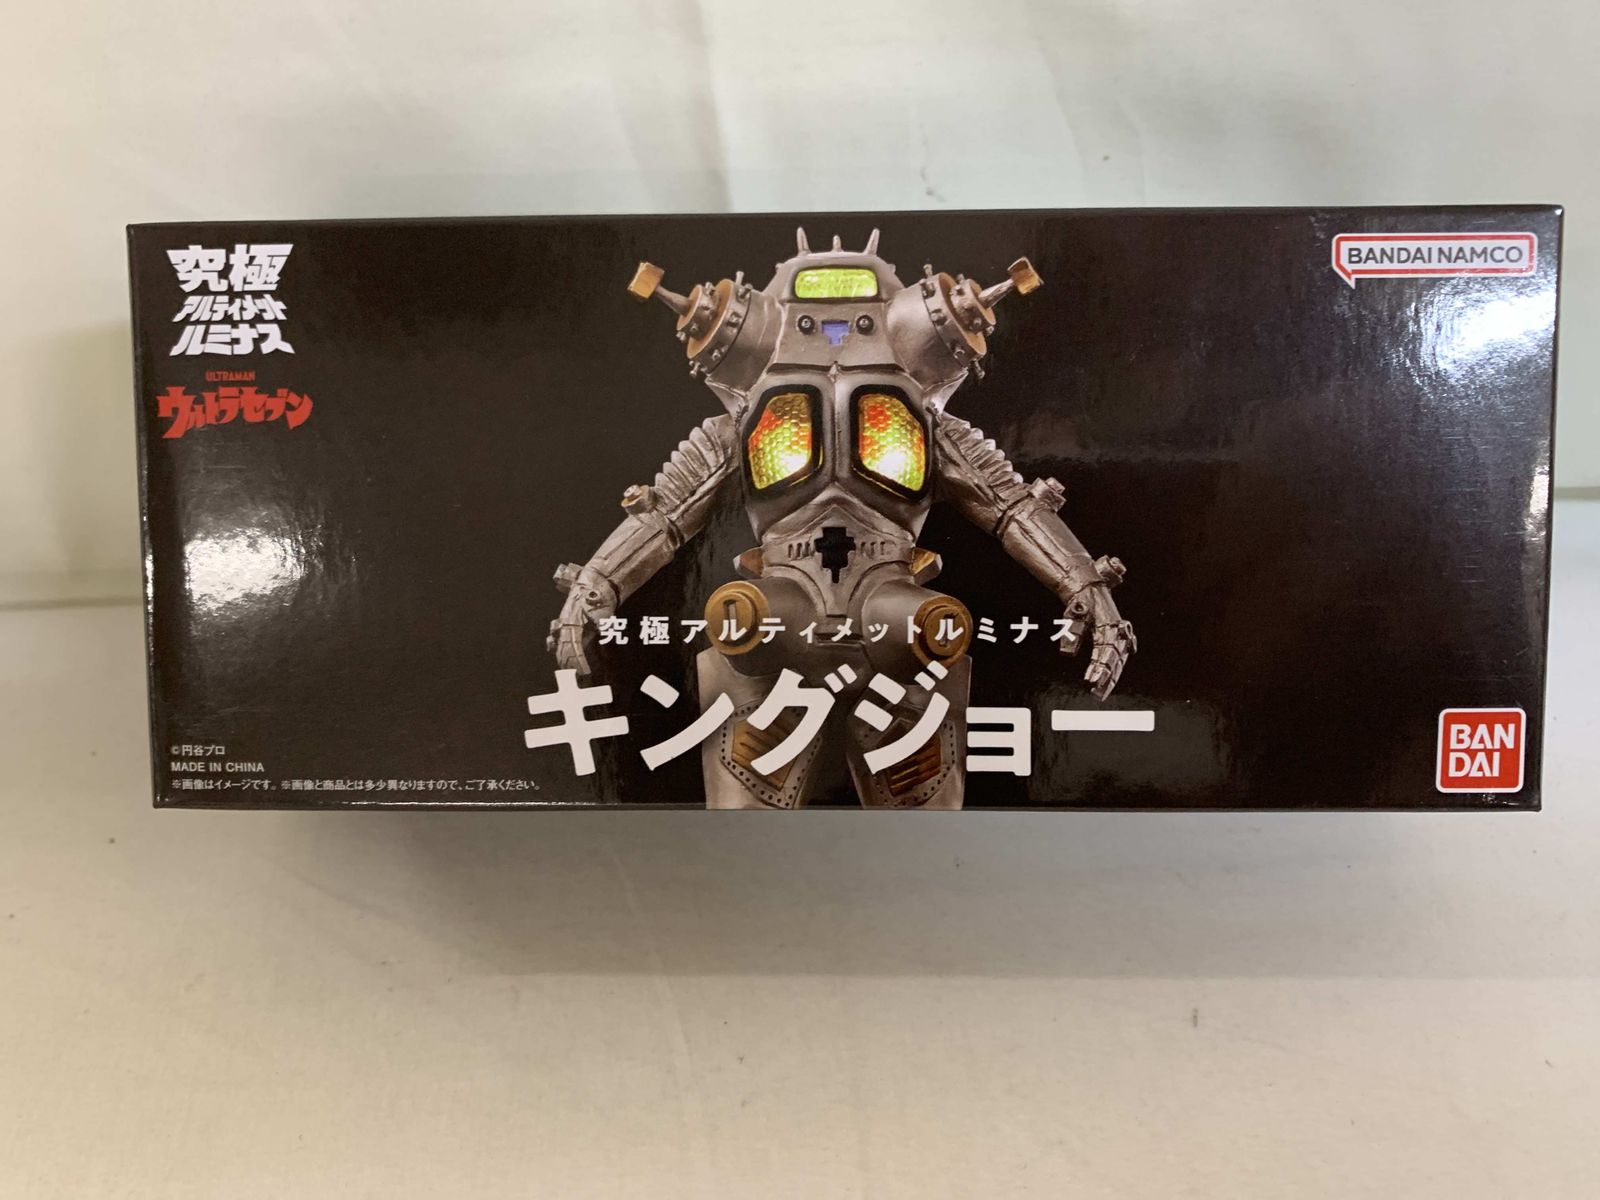 究極
アルティメット
ルミナス
ULTRAMAN
ウルトラセブン
BANDAI NAMCO
究極アルティメットルミナス
キングジョー
©円谷プロ
MADE IN CHINA
※画像はイメージです。※画像と商品とは多少異なりますので、ご了承ください。
BAN
DAI